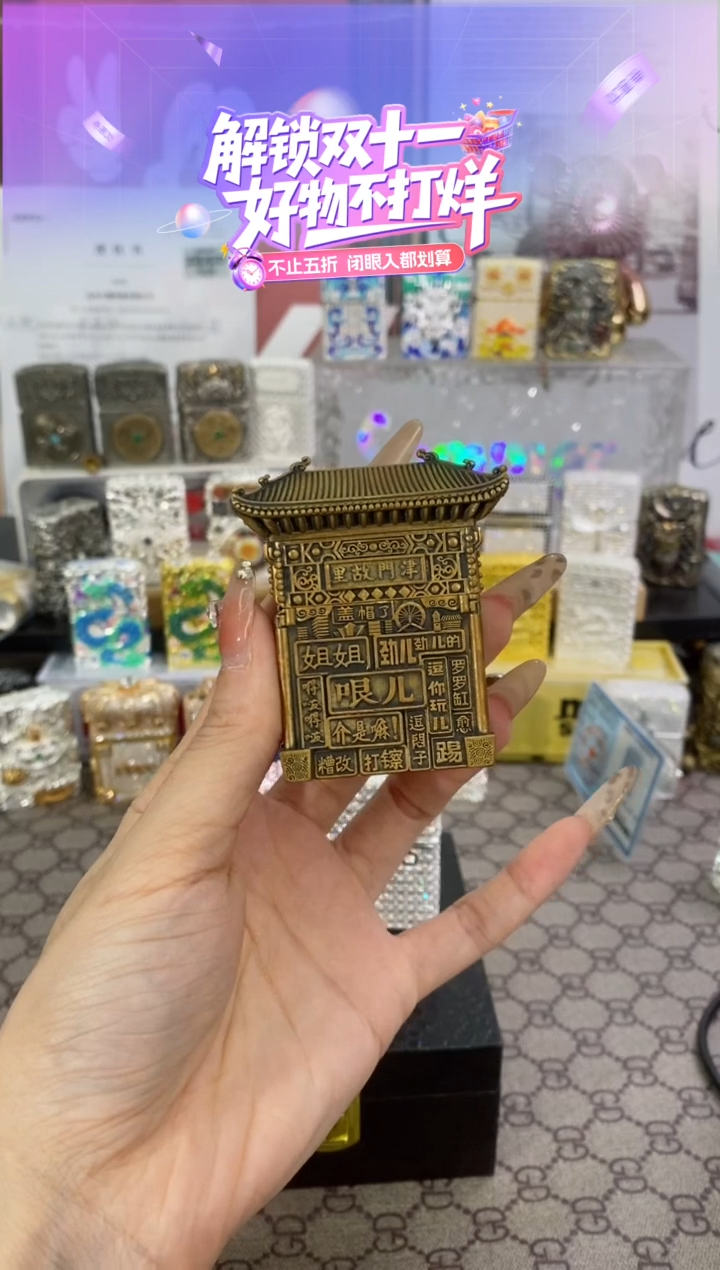 解锁双十一
好物不打烊
不止五折 闭眼入都划算
里故門津
盖帽了
姐姐
劲儿
劲儿的
哏儿
逗你玩儿
罗罗缸
介是嘛!
逗闷子
糟改
打镲
踢